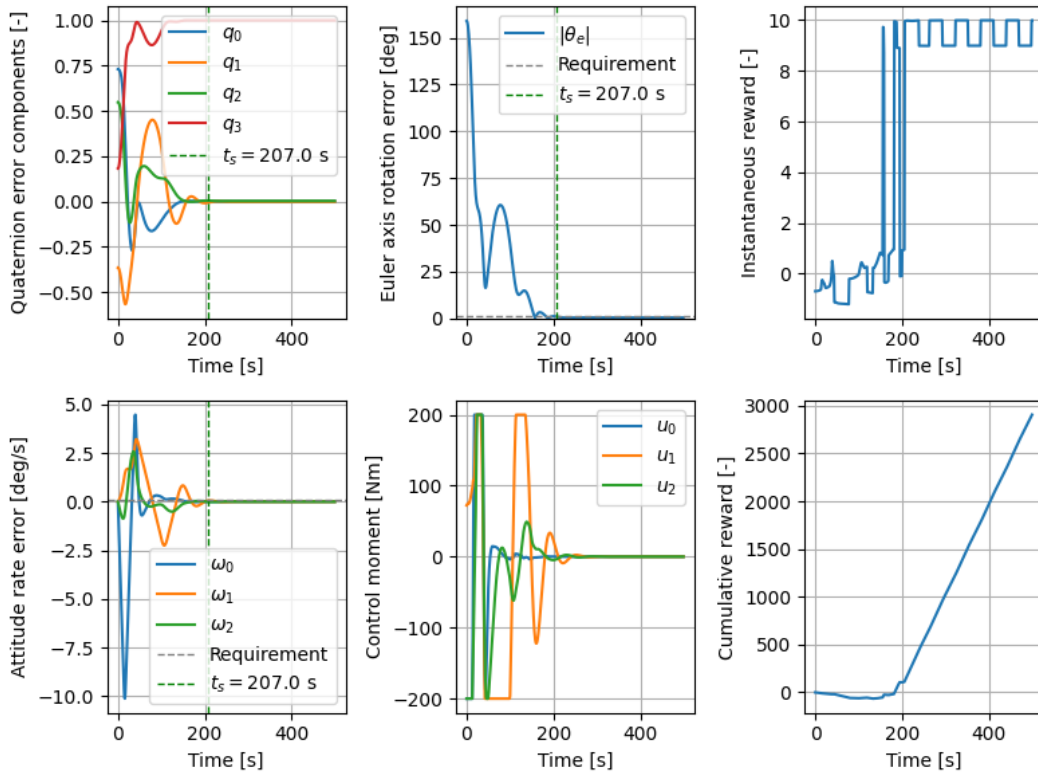 Quaternion error components [-]
1.00
0.75
0.50
0.25
0.00
−0.25
−0.50
q₀
q₁
q₂
q₃
tₛ = 207.0 s
0
200
400
Time [s]
Euler axis rotation error [deg]
150
125
100
75
50
25
0
|θₑ|
Requirement
tₛ = 207.0 s
0
200
400
Time [s]
Instantaneous reward [-]
10
8
6
4
2
0
0
200
400
Time [s]
Attitude rate error [deg/s]
5.0
2.5
0.0
−2.5
−5.0
−7.5
−10.0
ω₀
ω₁
ω₂
Requirement
tₛ = 207.0 s
0
200
400
Time [s]
Control moment [Nm]
200
100
0
−100
−200
u₀
u₁
u₂
0
200
400
Time [s]
Cumulative reward [-]
3000
2500
2000
1500
1000
500
0
0
200
400
Time [s]